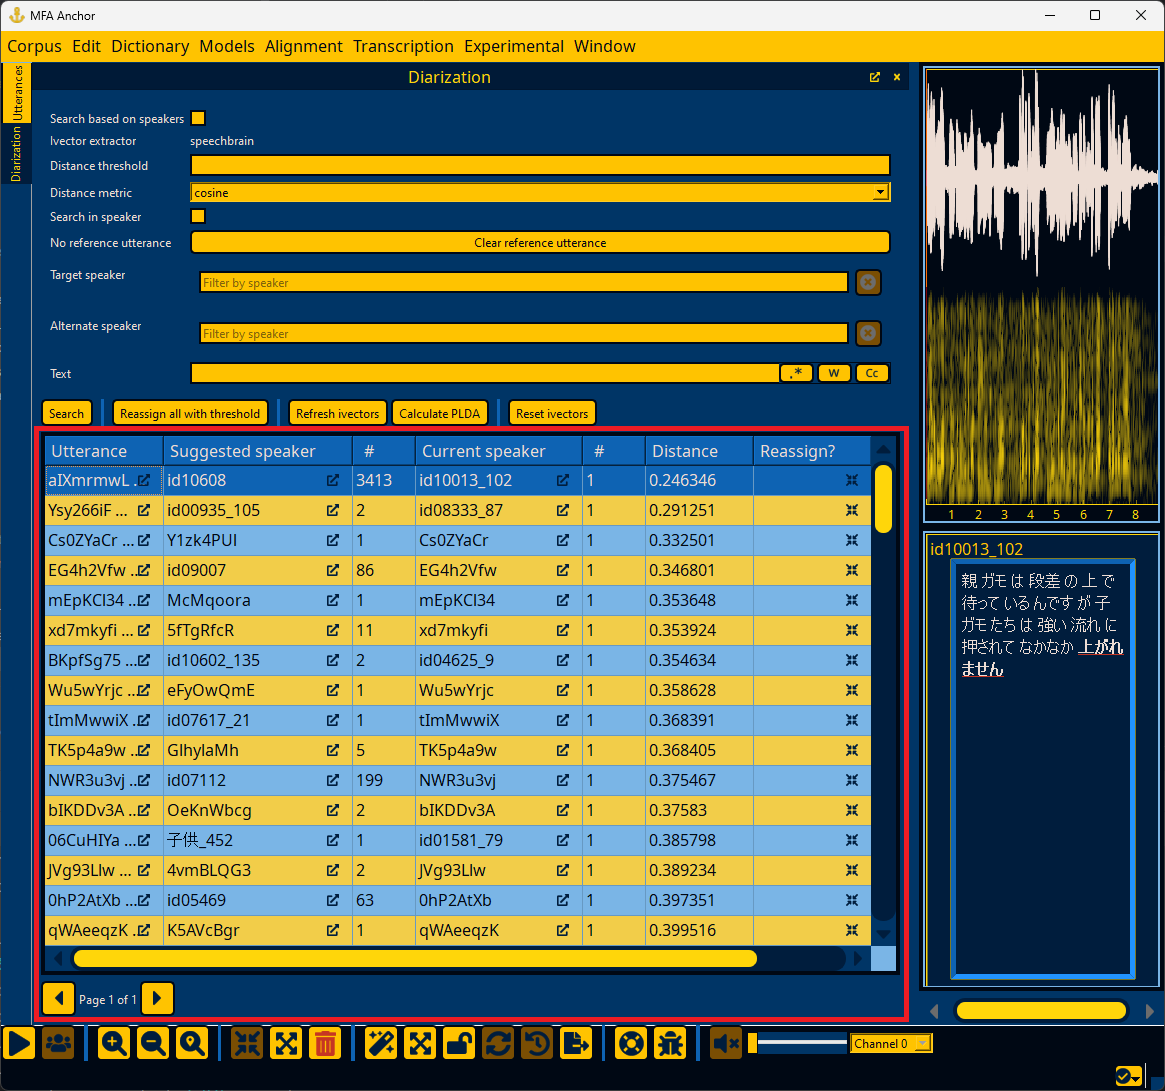 MFA Anchor
Corpus Edit Dictionary Models Alignment Transcription Experimental Window
Utterances
Diarization
Diarization
Search based on speakers
Ivector extractor speechbrain
Distance threshold
Distance metric cosine
Search in speaker
No reference utterance Clear reference utterance
Target speaker Filter by speaker
Alternate speaker Filter by speaker
Text .* W Cc
Search Reassign all with threshold Refresh ivectors Calculate PLDA Reset ivectors
Utterance Suggested speaker # Current speaker # Distance Reassign?
aIXmrmwL ... id10608 3413 id10013_102 1 0.246346
Ysy266iF ... id00935_105 2 id08333_87 1 0.291251
Cs0ZYaCr ... Y1zk4PUI 1 Cs0ZYaCr 1 0.332501
EG4h2Vfw ... id09007 86 EG4h2Vfw 1 0.346801
mEpKCl34 ... McMqoora 1 mEpKCl34 1 0.353648
xd7mkyfi ... 5fTgRfcR 11 xd7mkyfi 1 0.353924
BKpfSg75 ... id10602_135 2 id04625_9 1 0.354634
Wu5wYrjc ... eFyOwQmE 1 Wu5wYrjc 1 0.358628
tImMwwiX ... id07617_21 1 tImMwwiX 1 0.368391
TK5p4a9w ... GlhylaMh 5 TK5p4a9w 1 0.368405
NWR3u3vj ... id07112 199 NWR3u3vj 1 0.375467
bIKDDv3A ... OeKnWbcg 2 bIKDDv3A 1 0.37583
06CuHIYa ... 子供_452 1 id01581_79 1 0.385798
JVg93Llw ... 4vmBLQG3 2 JVg93Llw 1 0.389234
0hP2AtXb ... id05469 63 0hP2AtXb 1 0.397351
qWAeeqzK ... K5AVcBgr 1 qWAeeqzK 1 0.399516
Page 1 of 1
1 2 3 4 5 6 7 8
id10013_102
親 ガモ は 段差 の 上 で
待って いる んです が 子
ガモ たち は 強い 流れ に
押されて なかなか 上がれ
ません
Channel 0